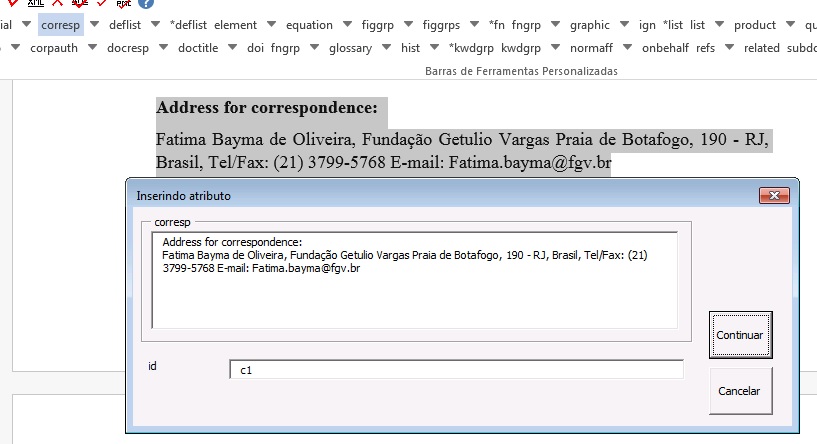 ial corresp deflist *deflist element equation figgrp figgrps *fn fngrp graphic ign *list list product qu
o corpauth docresp doctitle doi fngrp glossary hist *kwdgrp kwdgrp normaff onbehalf refs related subdo
Barras de Ferramentas Personalizadas
Address for correspondence:
Fatima Bayma de Oliveira, Fundação Getulio Vargas Praia de Botafogo, 190 - RJ,
Brasil, Tel/Fax: (21) 3799-5768 E-mail: Fatima.bayma@fgv.br
Inserindo atributo
corresp
Address for correspondence:
Fatima Bayma de Oliveira, Fundação Getulio Vargas Praia de Botafogo, 190 - RJ, Brasil, Tel/Fax: (21)
3799-5768 E-mail: Fatima.bayma@fgv.br
Continuar
id c1
Cancelar